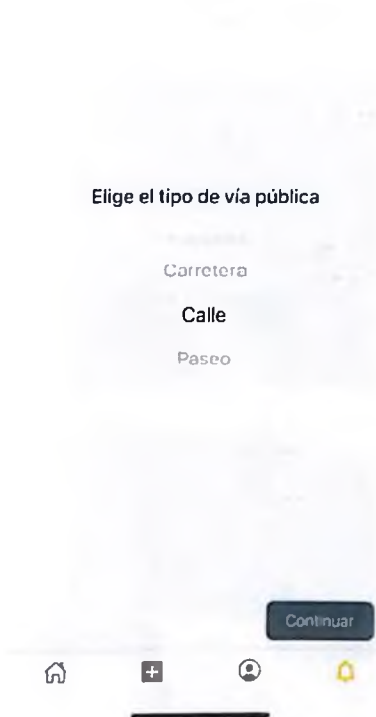 Elige el tipo de vía pública
Carretera
Calle
Paseo
Continuar